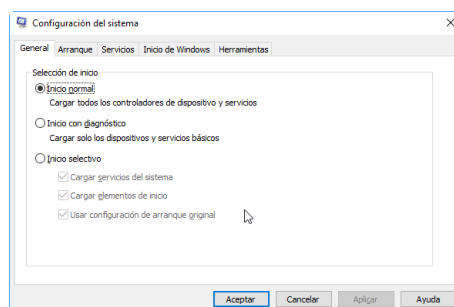 Configuración del sistema
General Arranque Servicios Inicio de Windows Herramientas
Selección de inicio
Inicio normal
Cargar todos los controladores de dispositivo y servicios
Inicio con diagnóstico
Cargar solo los dispositivos y servicios básicos
Inicio selectivo
Cargar servicios del sistema
Cargar elementos de inicio
Usar configuración de arranque original
Aceptar Cancelar Aplicar Ayuda